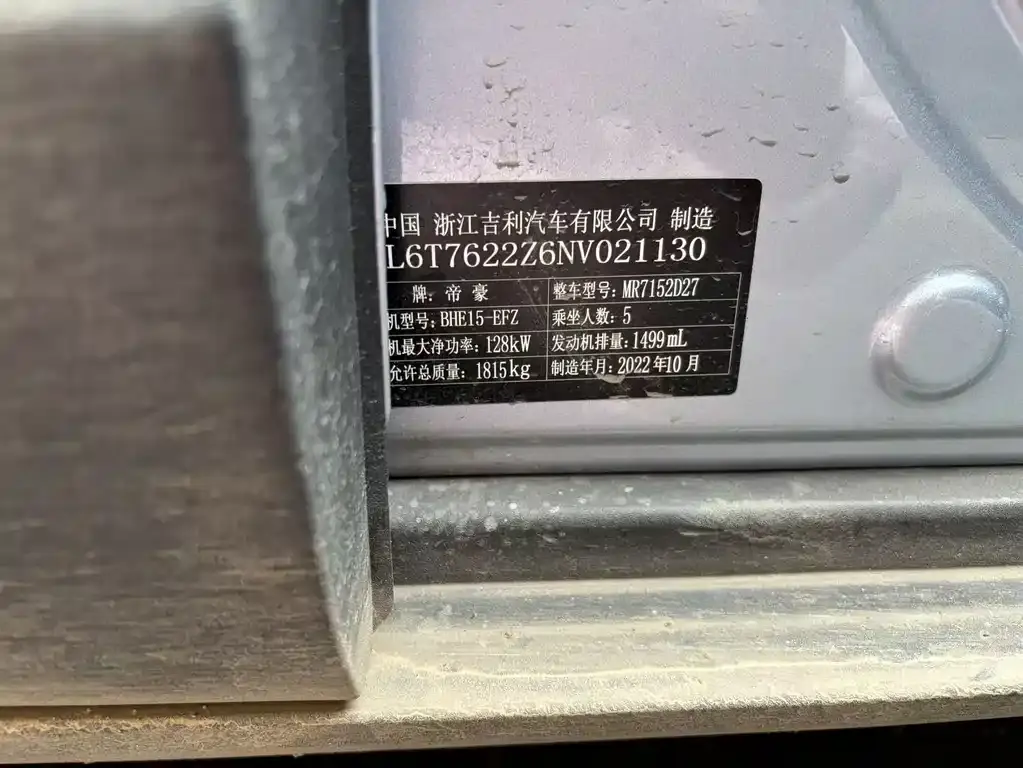 中国 浙江吉利汽车有限公司 制造
L6T7622Z6NV021130
牌: 帝豪 整车型号: MR7152D27
机型号: BHE15-EFZ 乘坐人数: 5
机最大净功率: 128kW 发动机排量: 1499mL
允许总质量: 1815kg 制造年月: 2022年10月